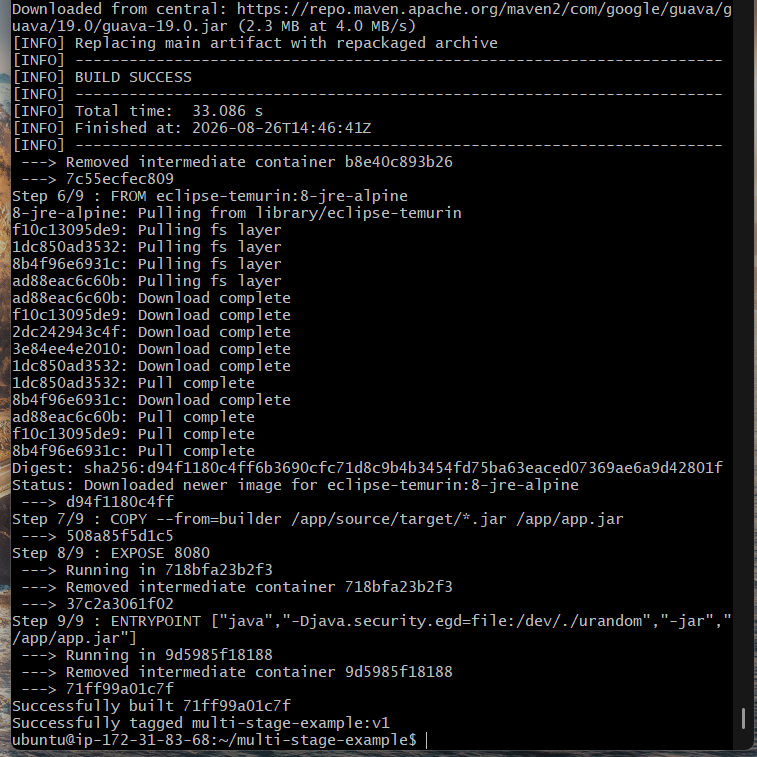 Downloaded from central: https://repo.maven.apache.org/maven2/com/google/guava/g
uava/19.0/guava-19.0.jar (2.3 MB at 4.0 MB/s)
[INFO] Replacing main artifact with repackaged archive
[INFO] ------------------------------------------------------------------------
[INFO] BUILD SUCCESS
[INFO] ------------------------------------------------------------------------
[INFO] Total time:  33.086 s
[INFO] Finished at: 2026-08-26T14:46:41Z
[INFO] ------------------------------------------------------------------------
 ---> Removed intermediate container b8e40c893b26
 ---> 7c55ecfec809
Step 6/9 : FROM eclipse-temurin:8-jre-alpine
8-jre-alpine: Pulling from library/eclipse-temurin
f10c13095de9: Pulling fs layer
1dc850ad3532: Pulling fs layer
8b4f96e6931c: Pulling fs layer
ad88eac6c60b: Pulling fs layer
ad88eac6c60b: Download complete
f10c13095de9: Download complete
2dc242943c4f: Download complete
3e84ee4e2010: Download complete
1dc850ad3532: Download complete
1dc850ad3532: Pull complete
8b4f96e6931c: Download complete
ad88eac6c60b: Pull complete
f10c13095de9: Pull complete
8b4f96e6931c: Pull complete
Digest: sha256:d94f1180c4ff6b3690cfc71d8c9b4b3454fd75ba63eaced07369ae6a9d42801f
Status: Downloaded newer image for eclipse-temurin:8-jre-alpine
 ---> d94f1180c4ff
Step 7/9 : COPY --from=builder /app/source/target/*.jar /app/app.jar
 ---> 508a85f5d1c5
Step 8/9 : EXPOSE 8080
 ---> Running in 718bfa23b2f3
 ---> Removed intermediate container 718bfa23b2f3
 ---> 37c2a3061f02
Step 9/9 : ENTRYPOINT ["java","-Djava.security.egd=file:/dev/./urandom","-jar","
/app/app.jar"]
 ---> Running in 9d5985f18188
 ---> Removed intermediate container 9d5985f18188
 ---> 71ff99a01c7f
Successfully built 71ff99a01c7f
Successfully tagged multi-stage-example:v1
ubuntu@ip-172-31-83-68:~/multi-stage-example$